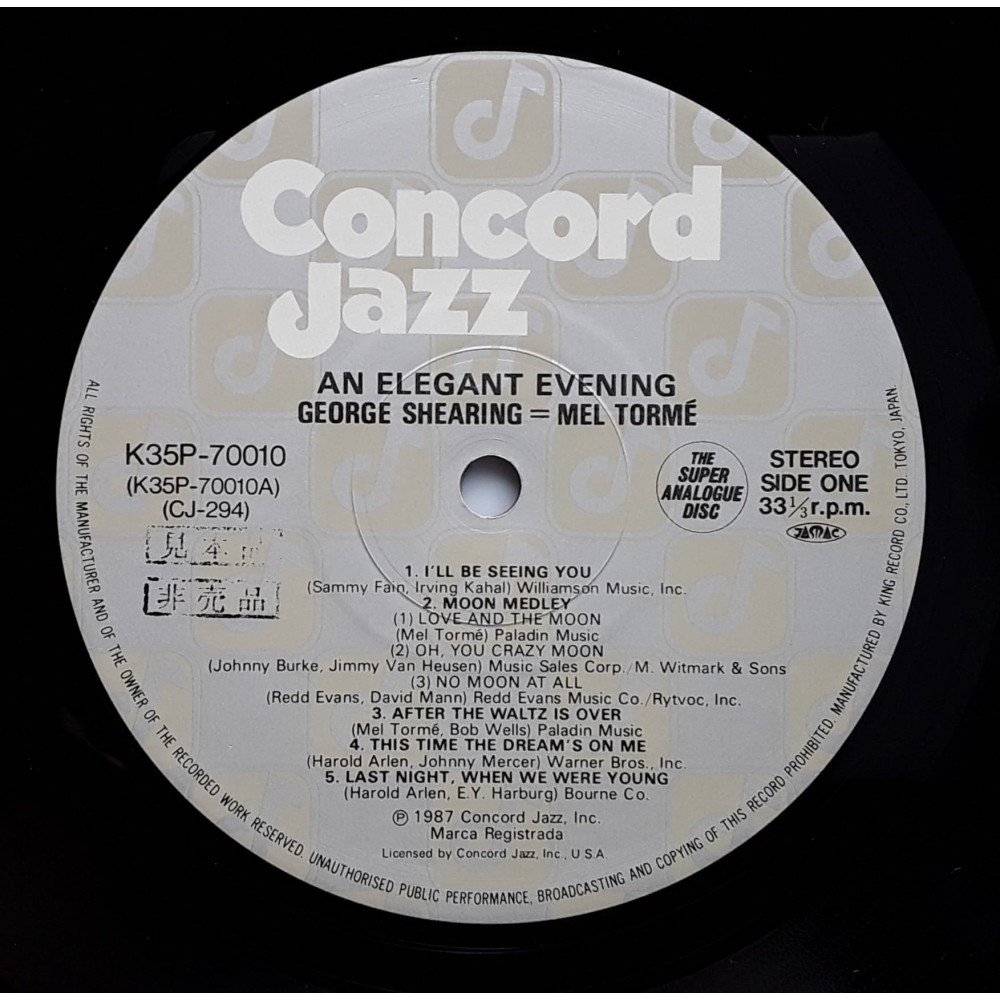 Concord
Jazz
AN ELEGANT EVENING
GEORGE SHEARING = MEL TORMÉ
K35P-70010
(K35P-70010A)
(CJ-294)
見本
非売品
THE
SUPER
ANALOGUE
DISC
STEREO
SIDE ONE
33⅓r.p.m.
JASRAC
1. I'LL BE SEEING YOU
(Sammy Fain, Irving Kahal) Williamson Music, Inc.
2. MOON MEDLEY
(1) LOVE AND THE MOON
(Mel Tormé) Paladin Music
(2) OH, YOU CRAZY MOON
(Johnny Burke, Jimmy Van Heusen) Music Sales Corp./M. Witmark & Sons
(3) NO MOON AT ALL
(Redd Evans, David Mann) Redd Evans Music Co./Rytvoc, Inc.
3. AFTER THE WALTZ IS OVER
(Mel Tormé, Bob Wells) Paladin Music
4. THIS TIME THE DREAM'S ON ME
(Harold Arlen, Johnny Mercer) Warner Bros., Inc.
5. LAST NIGHT, WHEN WE WERE YOUNG
(Harold Arlen, E.Y. Harburg) Bourne Co.
℗ 1987 Concord Jazz, Inc.
Marca Registrada
Licensed by Concord Jazz, Inc., U S A
ALL RIGHTS OF THE MANUFACTURER AND OF THE OWNER OF THE RECORDED WORK RESERVED. UNAUTHORISED PUBLIC PERFORMANCE, BROADCASTING AND COPYING OF THIS RECORD PROHIBITED. MANUFACTURED BY KING RECORD CO., LTD. TOKYO, JAPAN.